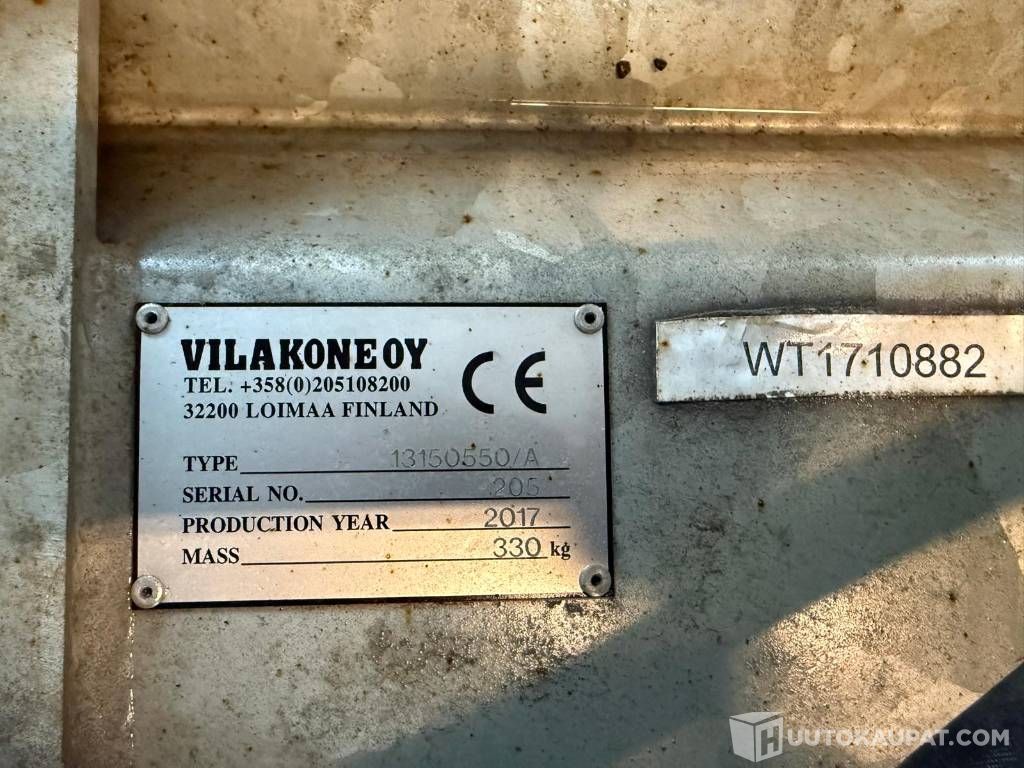 VILAKONE OY
TEL. +358(0)205108200
32200 LOIMAA FINLAND
CE
TYPE 13150550/A
SERIAL NO. 205
PRODUCTION YEAR 2017
MASS 330 kg
WT1710882
HUUTOKAUPAT.COM